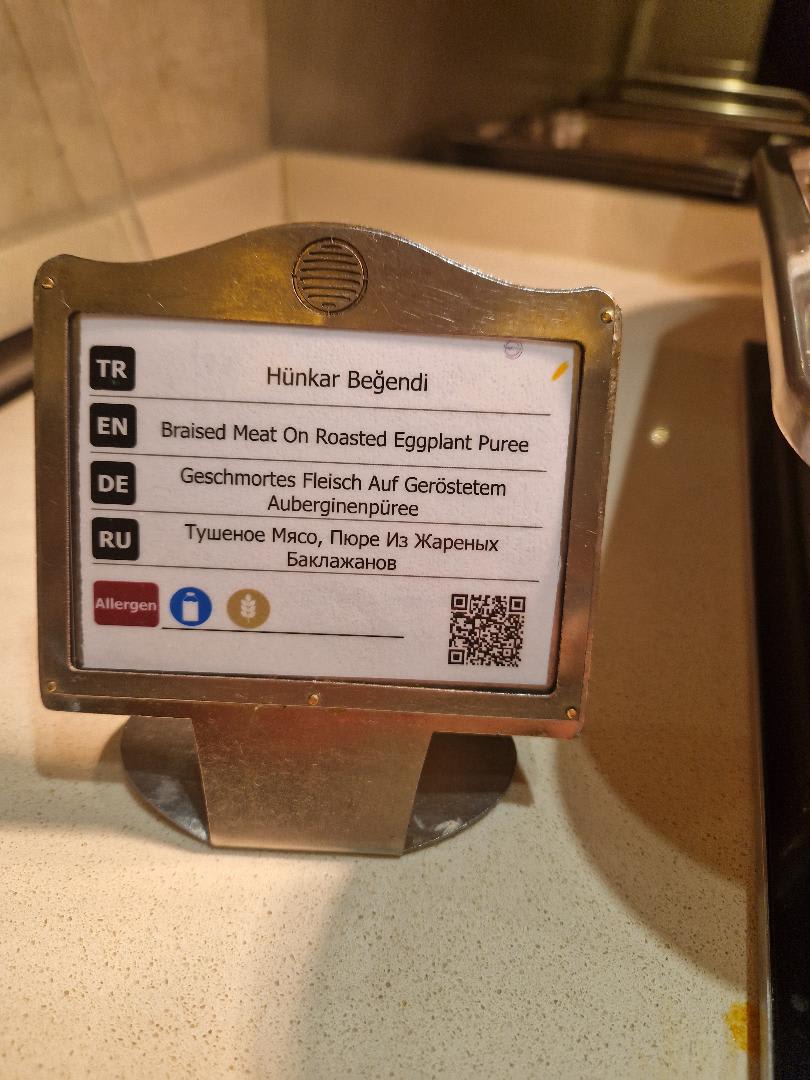 TR
Hünkar Beğendi
EN
Braised Meat On Roasted Eggplant Puree
DE
Geschmortes Fleisch Auf Geröstetem
Auberginenpüree
RU
Тушеное Мясо, Пюре Из Жареных
Баклажанов
Allergen